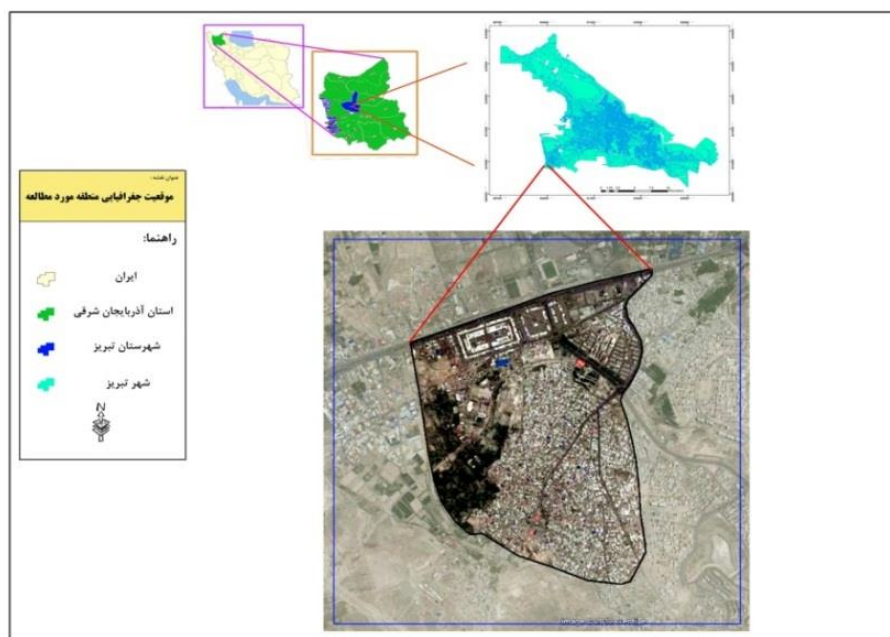 عنوان نقشه:
موقعیت جغرافیایی منطقه مورد مطالعه
راهنما:
ایران
استان آذربایجان شرقی
شهرستان تبریز
شهر تبریز
N